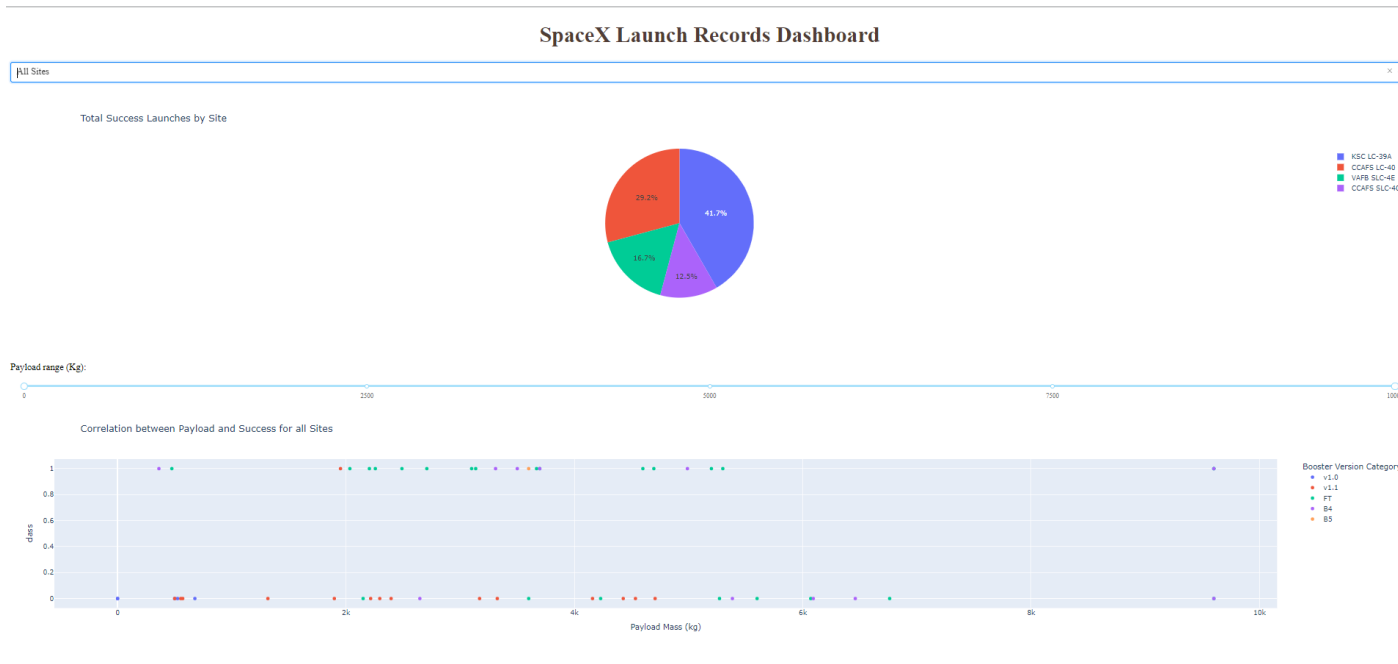 SpaceX Launch Records Dashboard
All Sites ×
Total Success Launches by Site
KSC LC-39A
CCAFS LC-40
VAFB SLC-4E
CCAFS SLC-40
29.2%
41.7%
16.7%
12.5%
Payload range (Kg):
0 2500 5000 7500 1000
Correlation between Payload and Success for all Sites
Booster Version Category
v1.0
v1.1
FT
B4
B5
class
1
0.8
0.6
0.4
0.2
0
0 2k 4k 6k 8k 10k
Payload Mass (kg)